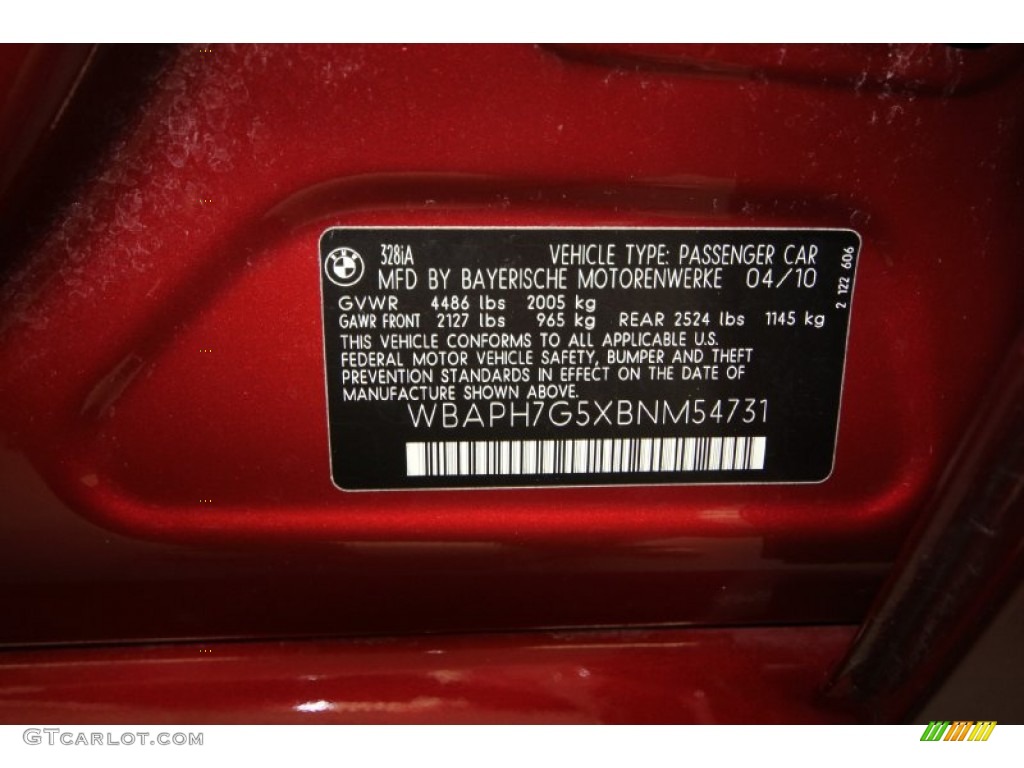 328iA VEHICLE TYPE: PASSENGER CAR
MFD BY BAYERISCHE MOTORENWERKE 04/10
GVWR 4486 lbs 2005 kg
GAWR FRONT 2127 lbs 965 kg REAR 2524 lbs 1145 kg
THIS VEHICLE CONFORMS TO ALL APPLICABLE U.S.
FEDERAL MOTOR VEHICLE SAFETY, BUMPER AND THEFT
PREVENTION STANDARDS IN EFFECT ON THE DATE OF
MANUFACTURE SHOWN ABOVE.
WBAPH7G5XBNM54731
2 122 606
GTCarLot.com